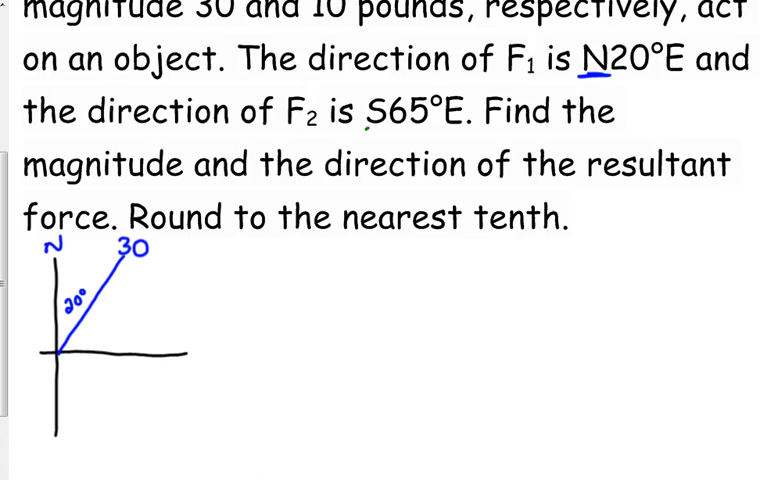 magnitude 30 and 10 pounds, respectively, act
on an object. The direction of F₁ is N20°E and
the direction of F₂ is S65°E. Find the
magnitude and the direction of the resultant
force. Round to the nearest tenth.
N 30
20°